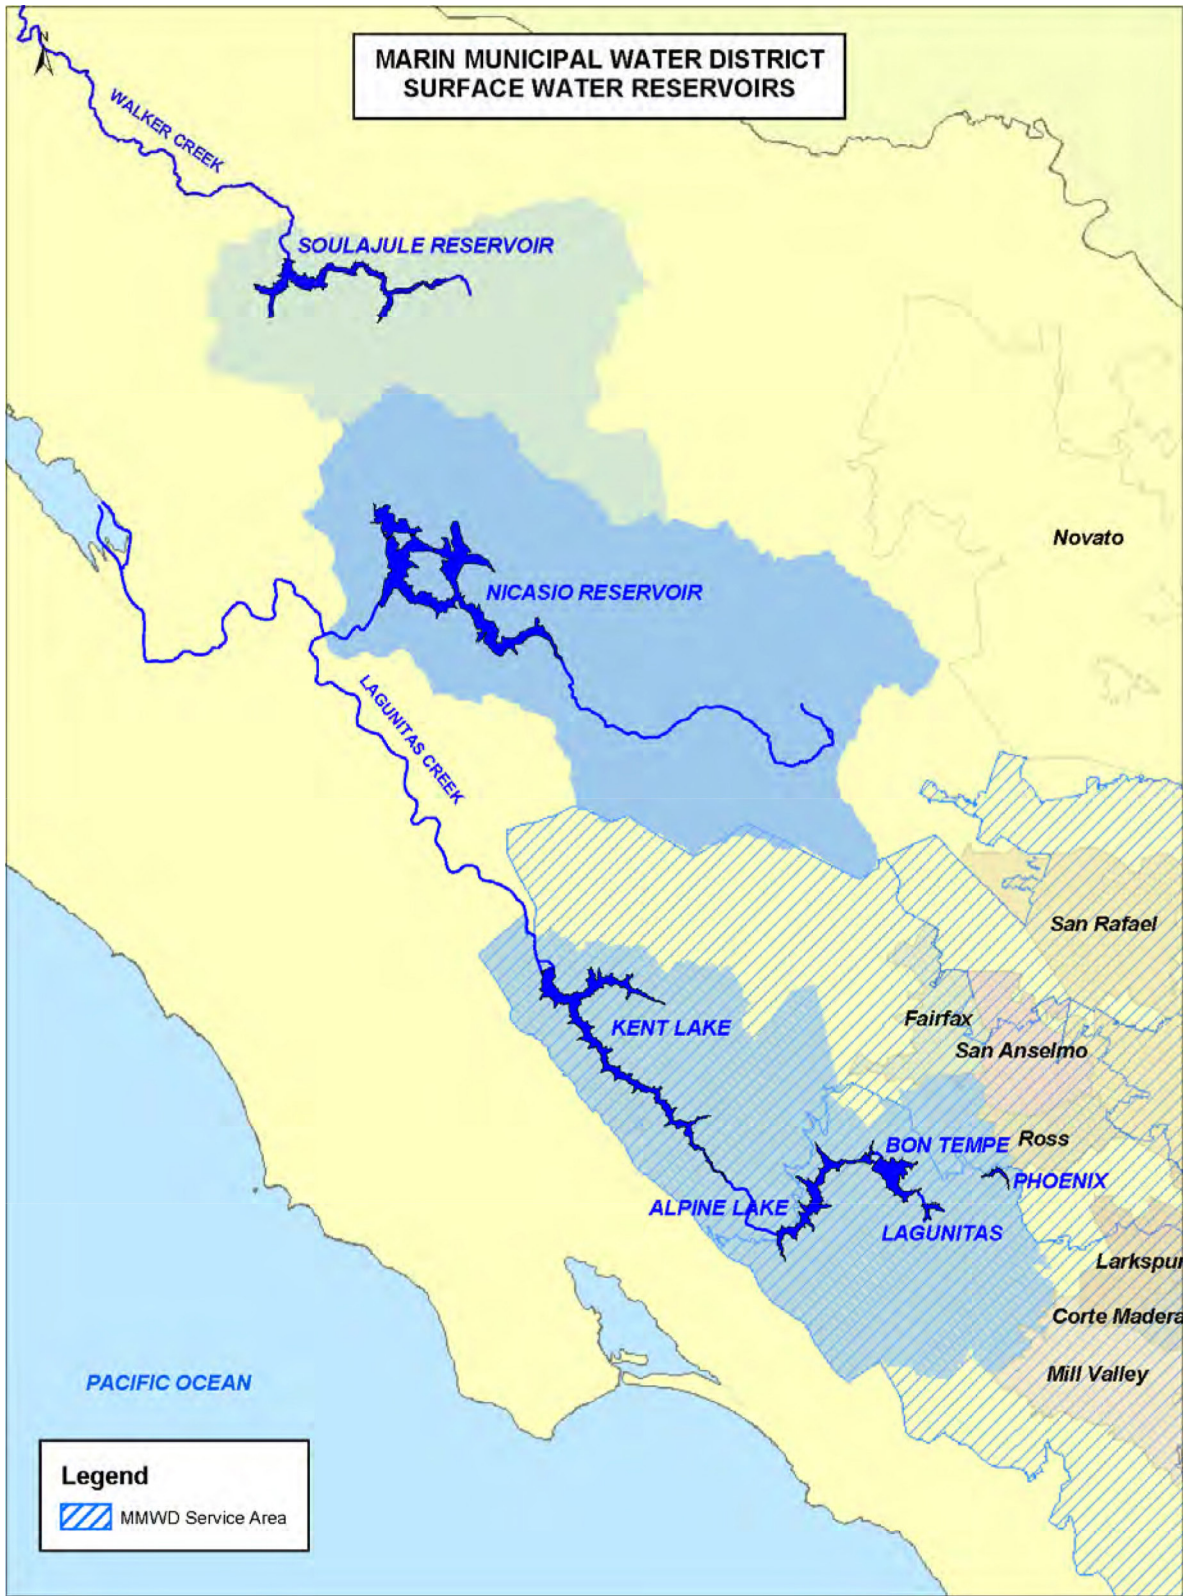 N
MARIN MUNICIPAL WATER DISTRICT
SURFACE WATER RESERVOIRS
WALKER CREEK
SOULAJULE RESERVOIR
Novato
NICASIO RESERVOIR
LAGUNITAS CREEK
San Rafael
Fairfax
KENT LAKE
San Anselmo
BON TEMPE
Ross
PHOENIX
ALPINE LAKE
LAGUNITAS
Larkspur
Corte Madera
Mill Valley
PACIFIC OCEAN
Legend
MMWD Service Area